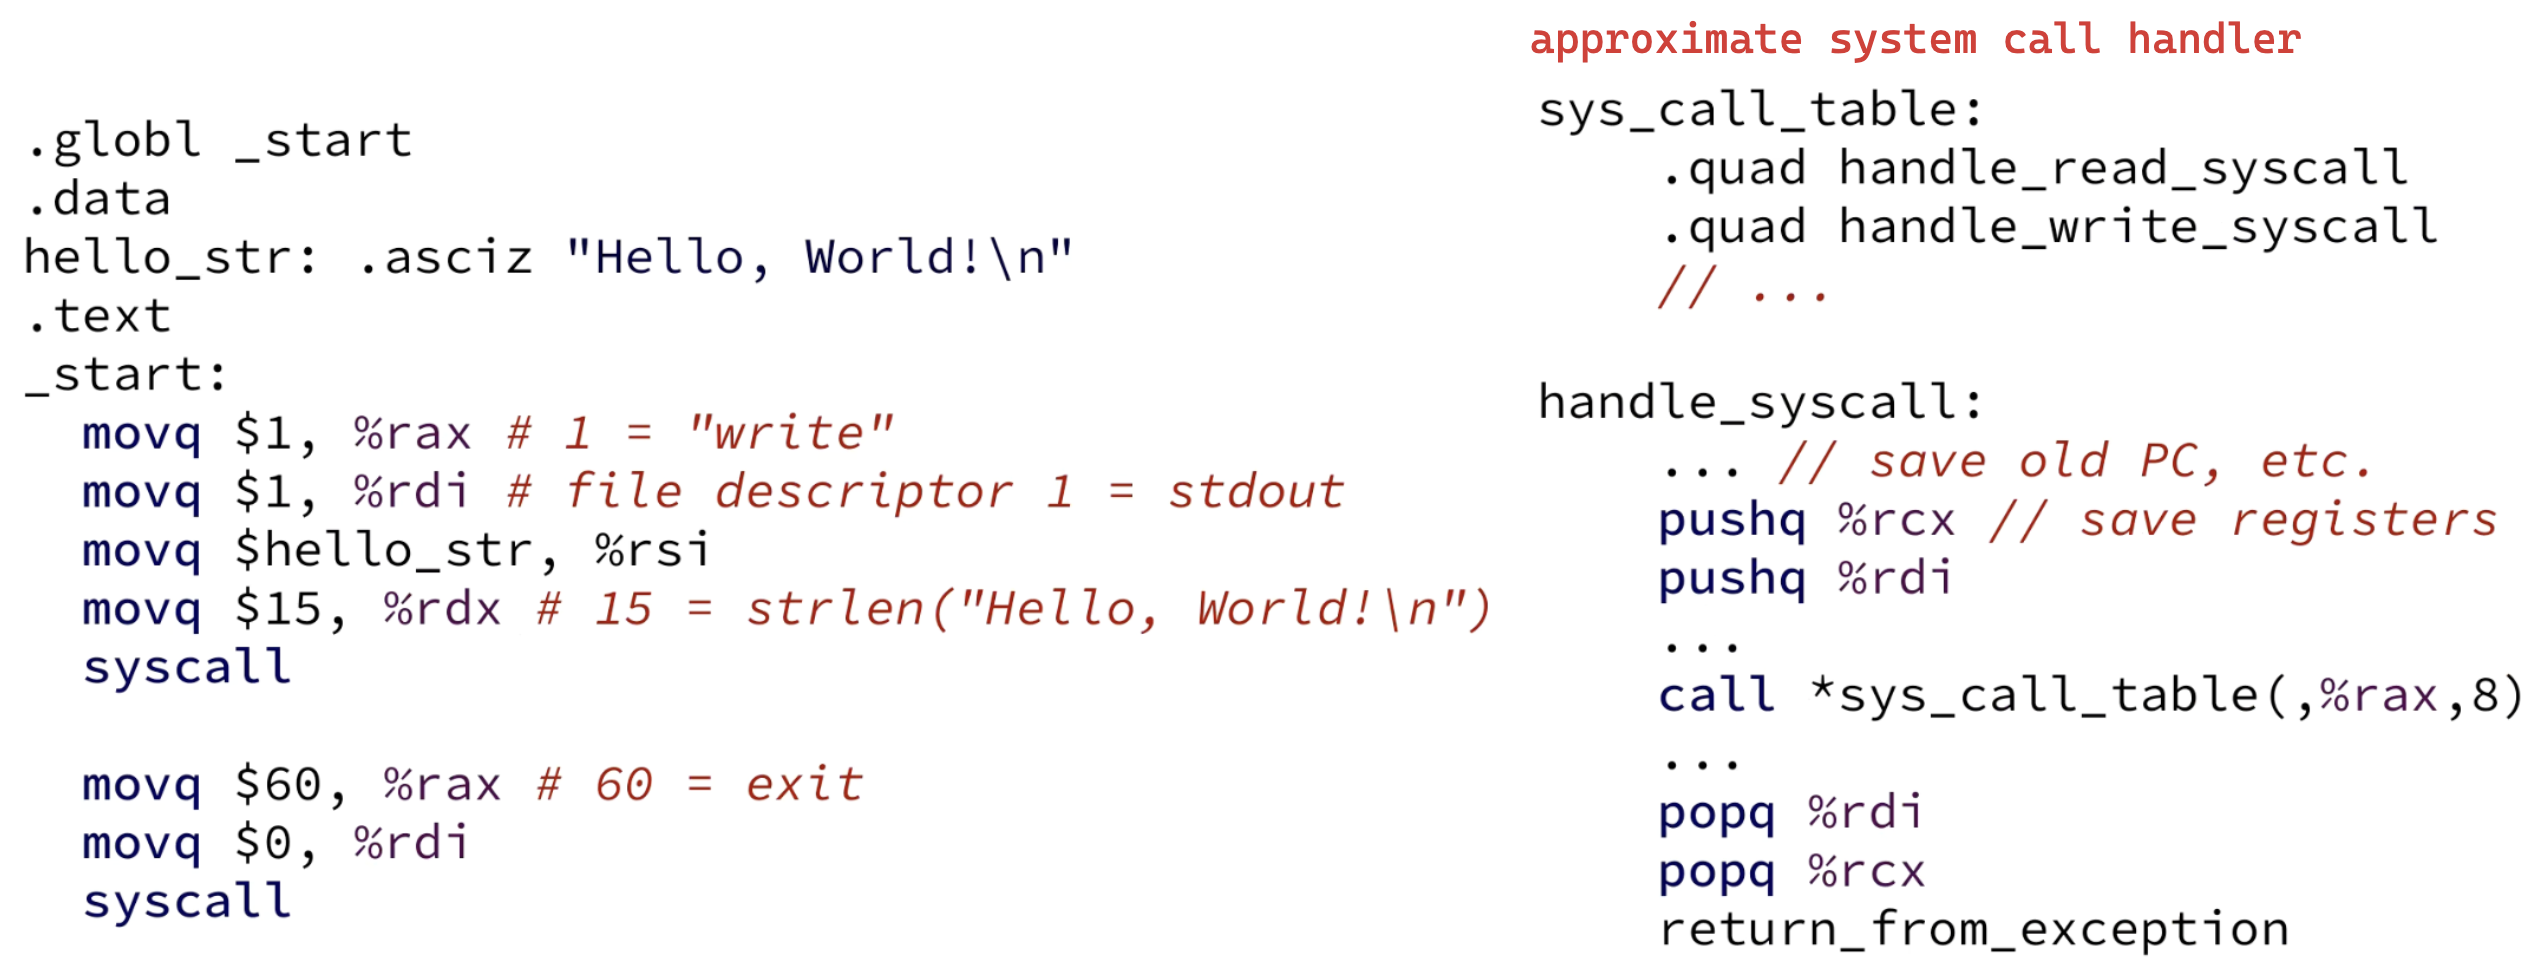 .globl _start
.data
hello_str: .asciz "Hello, World!\n"
.text
_start:
movq $1, %rax # 1 = "write"
movq $1, %rdi # file descriptor 1 = stdout
movq $hello_str, %rsi
movq $15, %rdx # 15 = strlen("Hello, World!\n")
syscall
movq $60, %rax # 60 = exit
movq $0, %rdi
syscall
approximate system call handler
sys_call_table:
.quad handle_read_syscall
.quad handle_write_syscall
// ...
handle_syscall:
... // save old PC, etc.
pushq %rcx // save registers
pushq %rdi
...
call *sys_call_table(,%rax,8)
...
popq %rdi
popq %rcx
return_from_exception